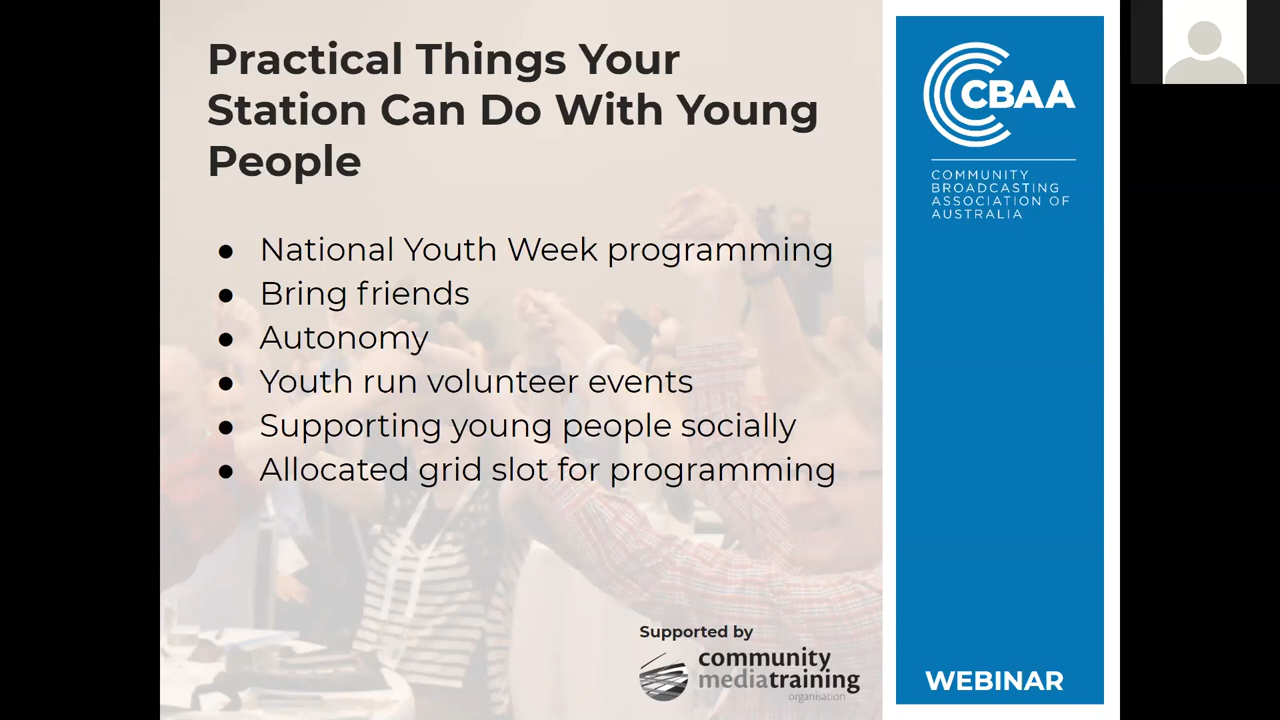 Practical Things Your
Station Can Do With Young
People
● National Youth Week programming
● Bring friends
● Autonomy
● Youth run volunteer events
● Supporting young people socially
● Allocated grid slot for programming
Supported by
community
mediatraining
organisation
CBAA
COMMUNITY
BROADCASTING
ASSOCIATION OF
AUSTRALIA
WEBINAR